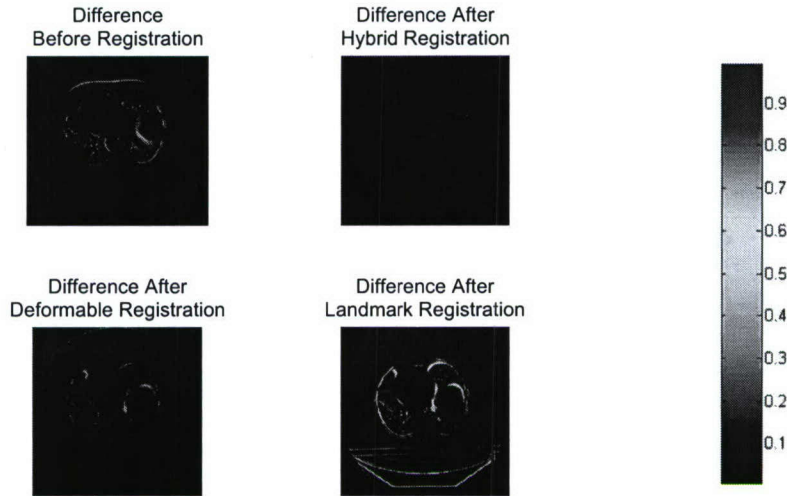 Difference
Before Registration
Difference After
Hybrid Registration
Difference After
Deformable Registration
Difference After
Landmark Registration
0.9
0.8
0.7
0.6
0.5
0.4
0.3
0.2
0.1